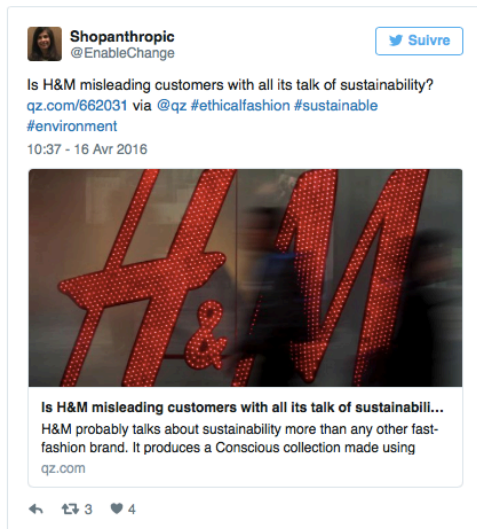 Shopanthropic
@EnableChange
Suivre
Is H&M misleading customers with all its talk of sustainability?
qz.com/662031 via @qz #ethicalfashion #sustainable
#environment
10:37 - 16 Avr 2016
H&M
Is H&M misleading customers with all its talk of sustainabili...
H&M probably talks about sustainability more than any other fast-
fashion brand. It produces a Conscious collection made using
qz.com
3 4